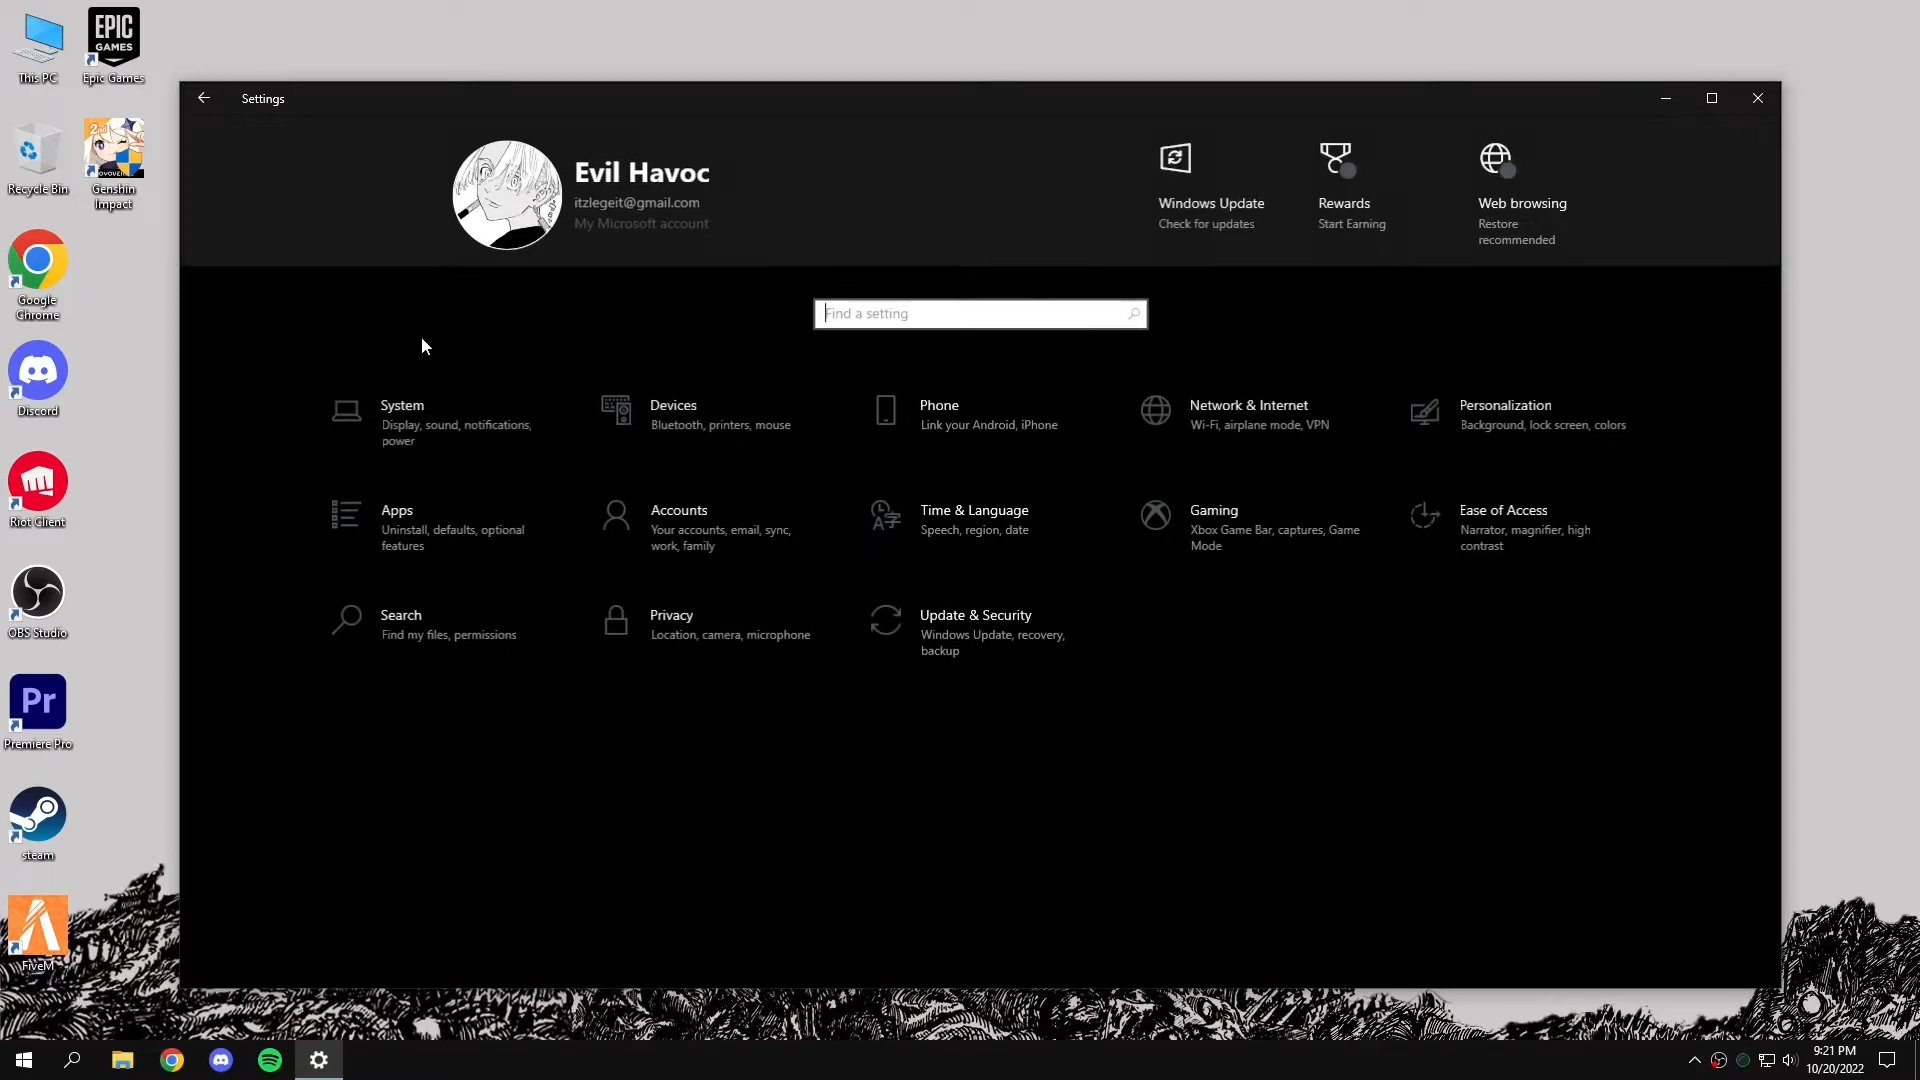 This PC
EPIC
GAMES
Epic Games
Recycle Bin
2nd
Genshin
Impact
Google
Chrome
Discord
Riot Client
OBS Studio
Pr
Premiere Pro
steam
FiveM
Settings
Evil Havoc
itzlegeit@gmail.com
My Microsoft account
Windows Update
Check for updates
Rewards
Start Earning
Web browsing
Restore
recommended
Find a setting
System
Display, sound, notifications,
power
Devices
Bluetooth, printers, mouse
Phone
Link your Android, iPhone
Network & Internet
Wi-Fi, airplane mode, VPN
Personalization
Background, lock screen, colors
Apps
Uninstall, defaults, optional
features
Accounts
Your accounts, email, sync,
work, family
Time & Language
Speech, region, date
Gaming
Xbox Game Bar, captures, Game
Mode
Ease of Access
Narrator, magnifier, high
contrast
Search
Find my files, permissions
Privacy
Location, camera, microphone
Update & Security
Windows Update, recovery,
backup
9:21 PM
10/20/2022